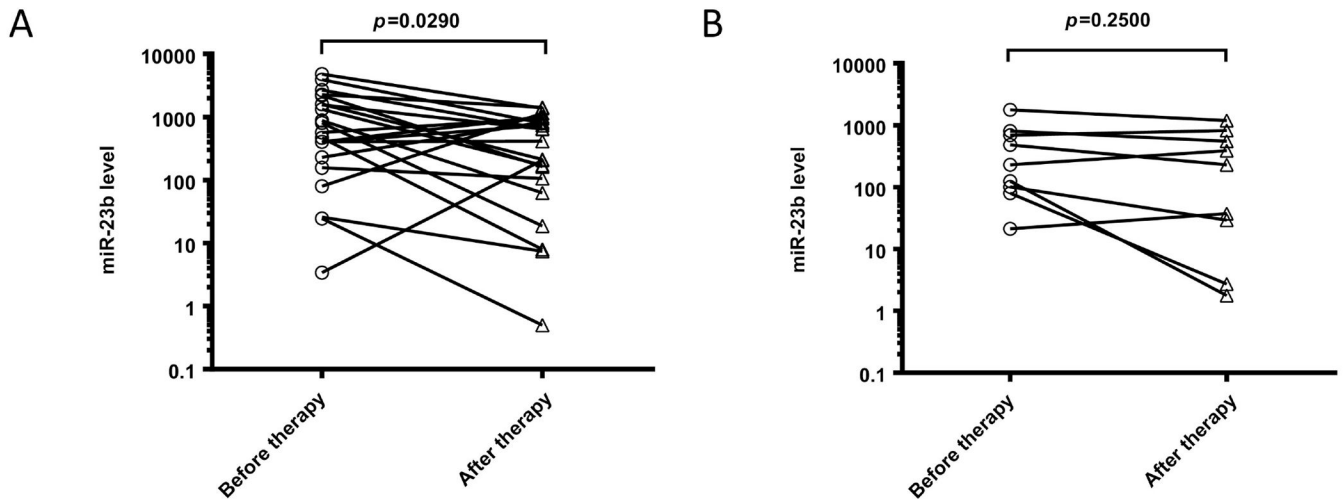 A
p=0.0290
10000
1000
100
10
1
0.1
miR-23b level
Before therapy
After therapy
B
p=0.2500
10000
1000
100
10
1
0.1
miR-23b level
Before therapy
After therapy